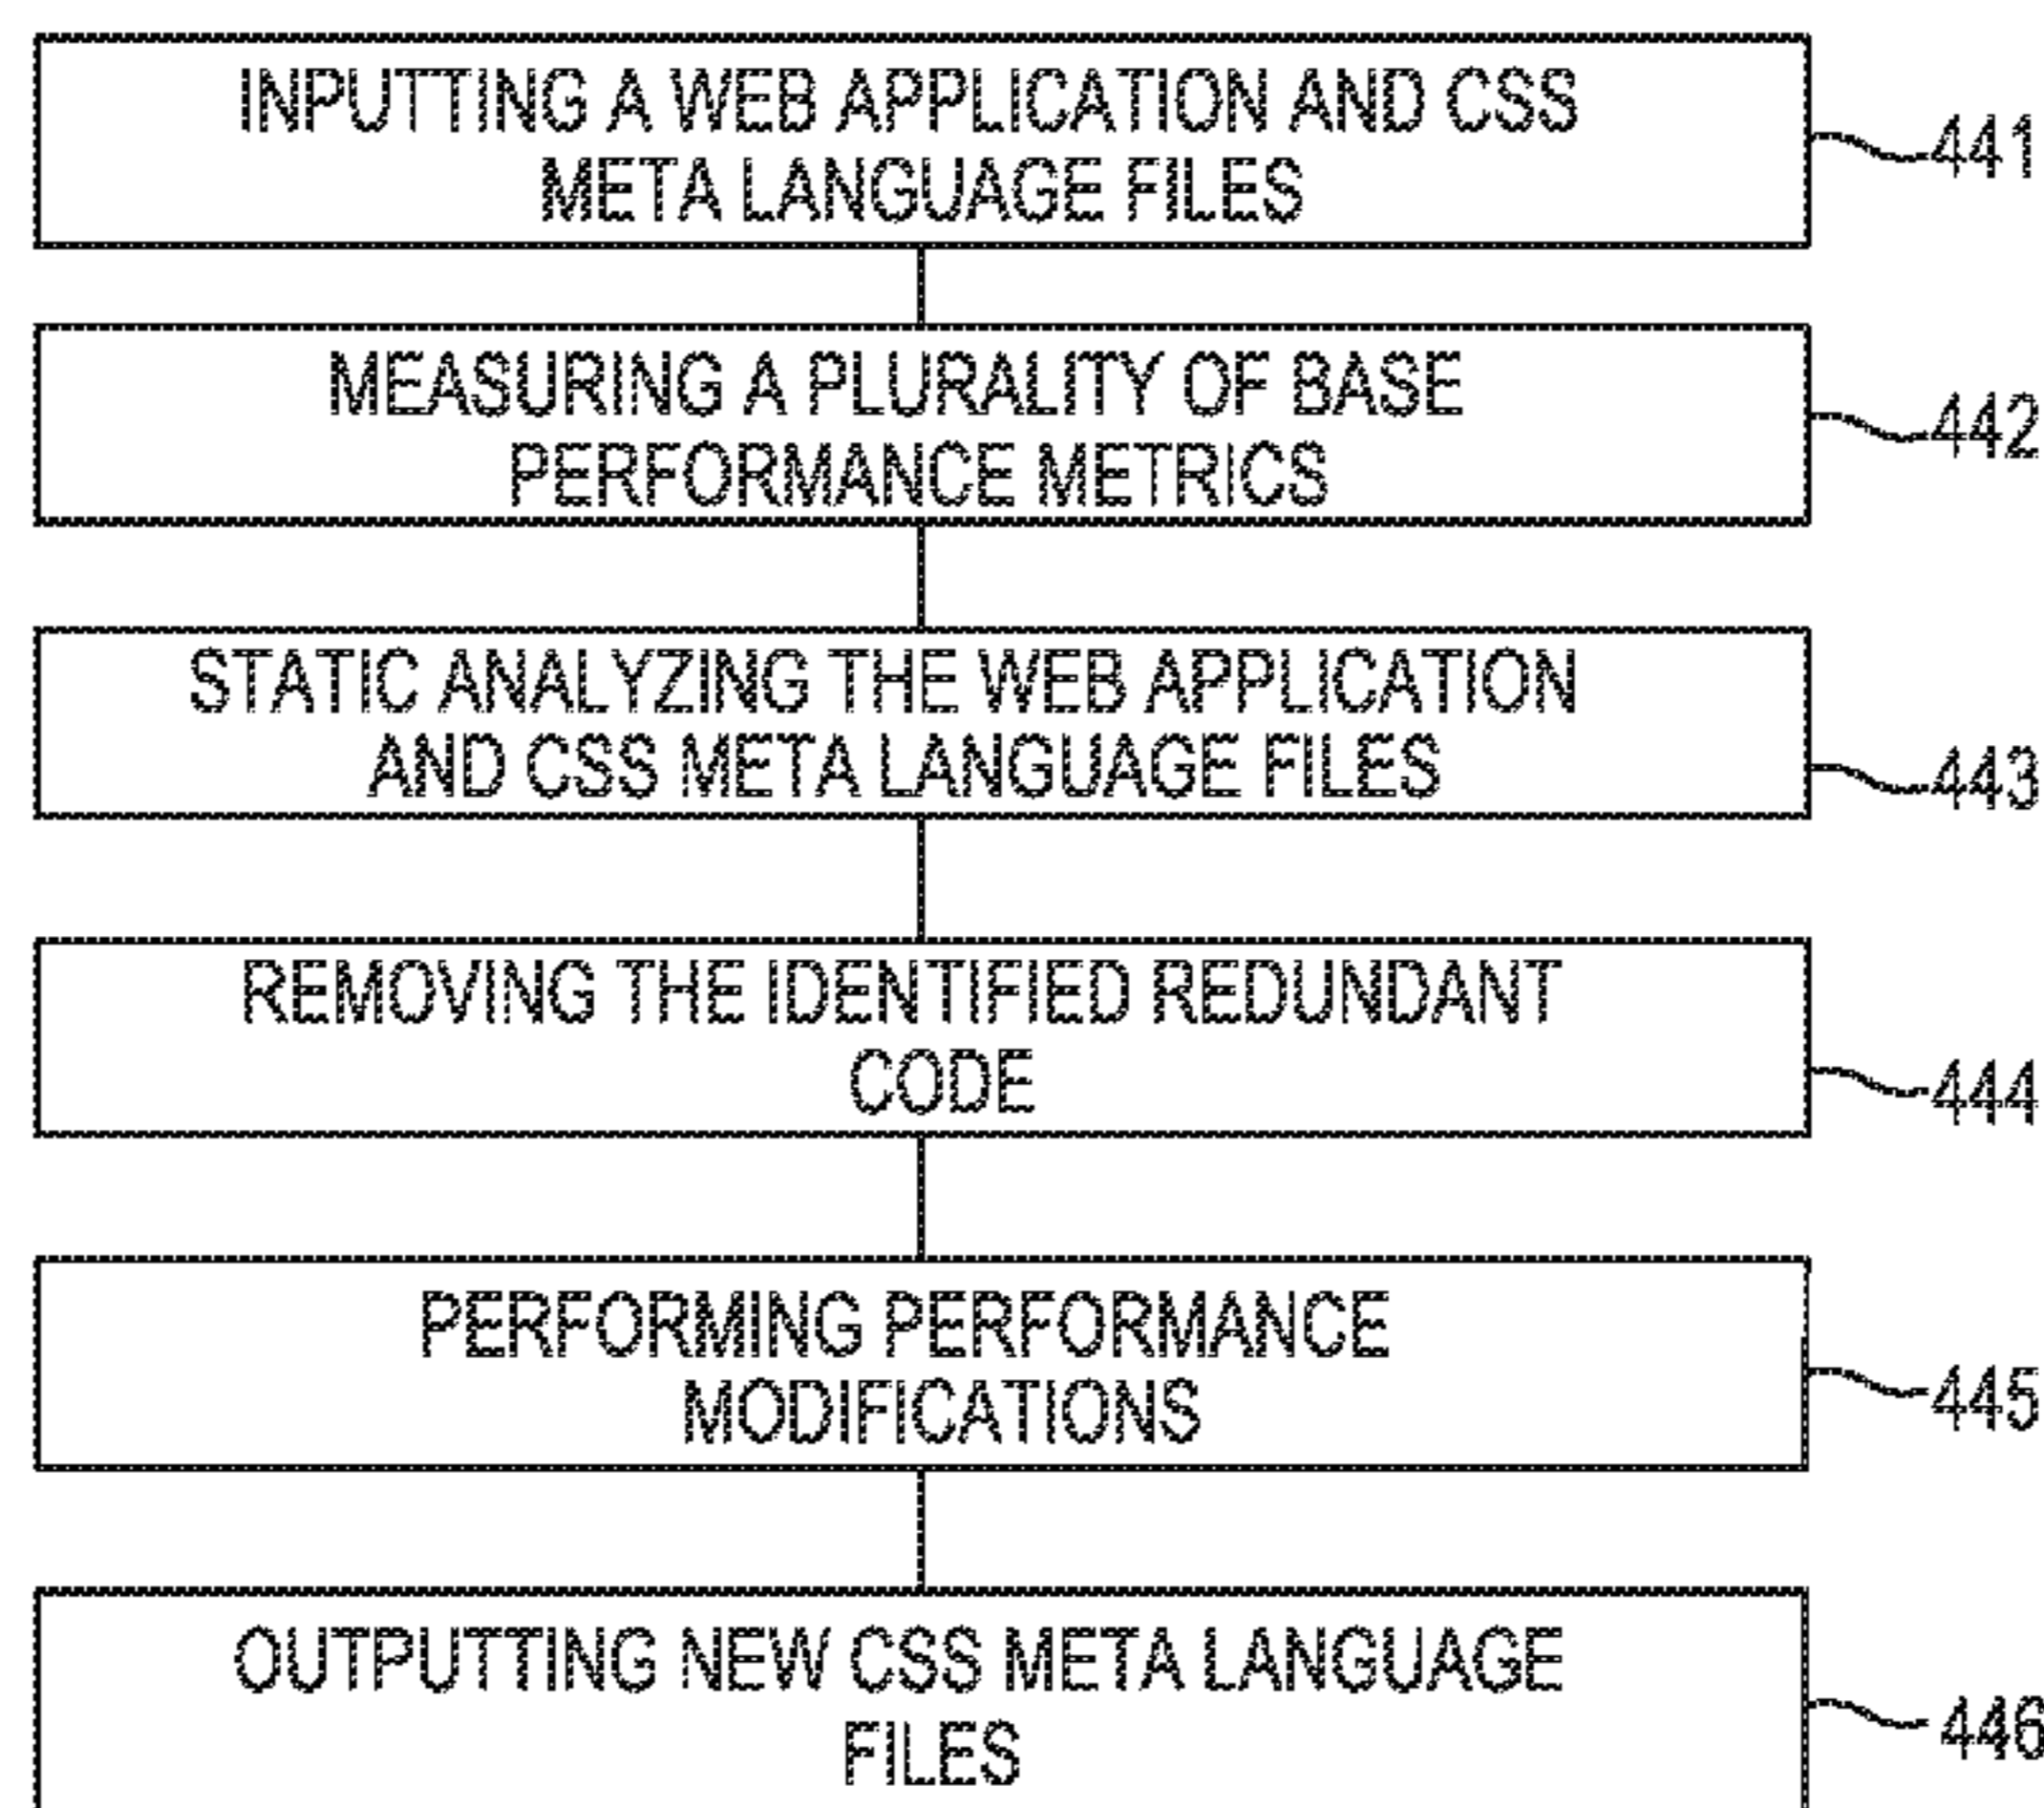 INPUTTING A WEB APPLICATION AND CSS
META LANGUAGE FILES
441
MEASURING A PLURALITY OF BASE
PERFORMANCE METRICS
442
STATIC ANALYZING THE WEB APPLICATION
AND CSS META LANGUAGE FILES
443
REMOVING THE IDENTIFIED REDUNDANT
CODE
444
PERFORMING PERFORMANCE
MODIFICATIONS
445
OUTPUTTING NEW CSS META LANGUAGE
FILES
446